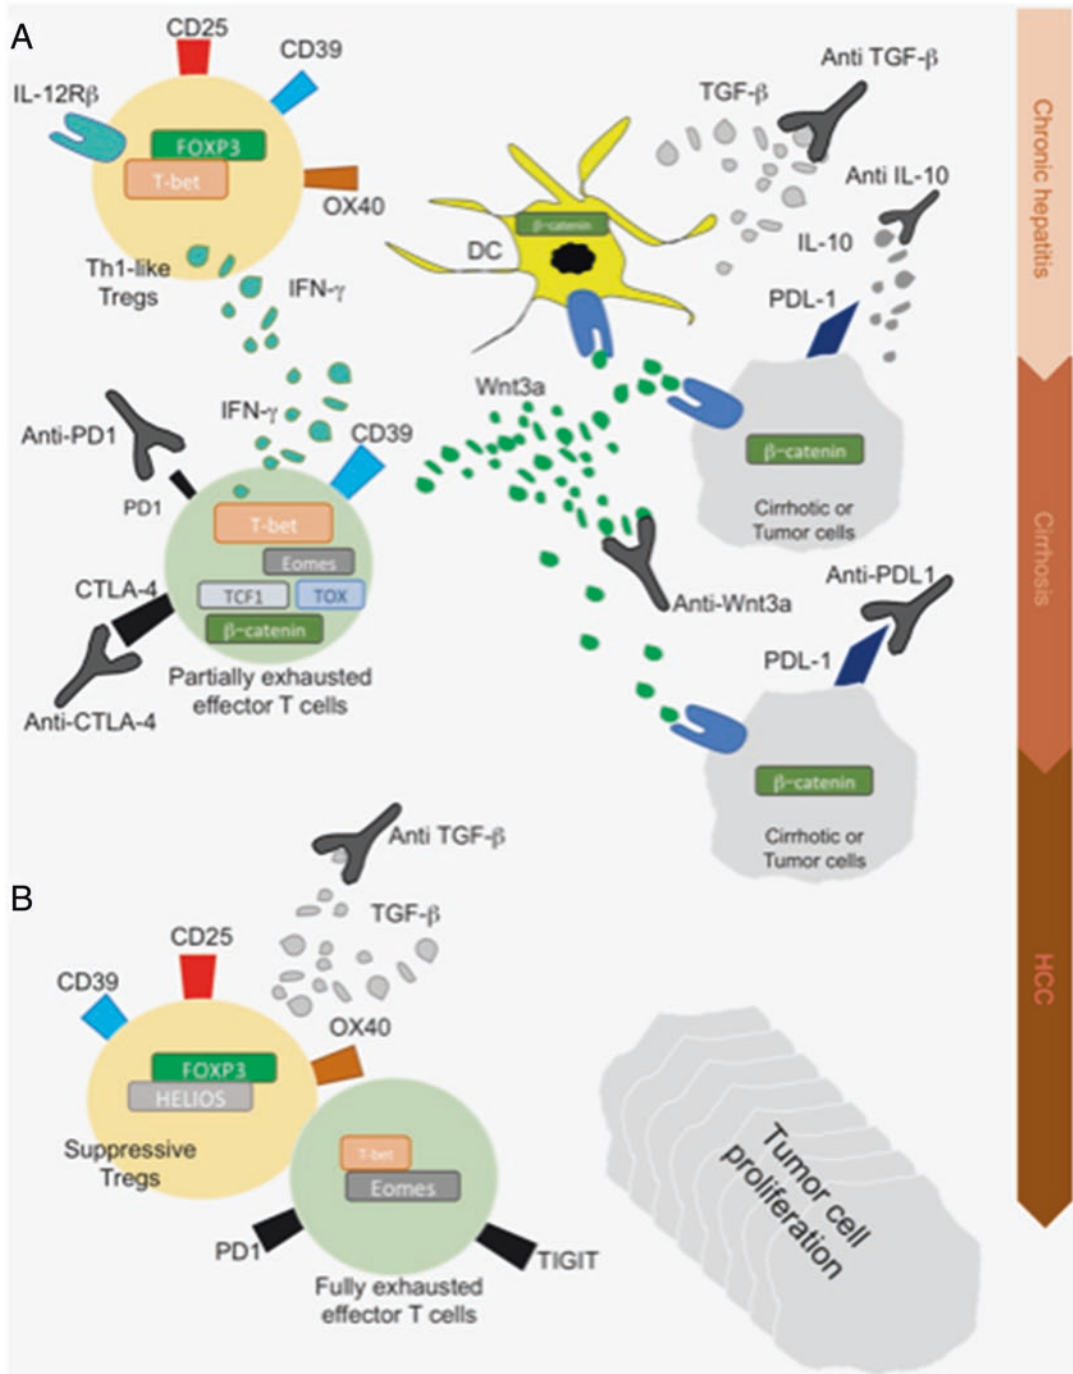 A
CD25
CD39
IL-12Rβ
FOXP3
T-bet
OX40
Th1-like
Tregs
IFN-γ
TGF-β
Anti TGF-β
Anti IL-10
IL-10
β-catenin
DC
PDL-1
Chronic hepatitis
Wnt3a
IFN-γ
CD39
Anti-PD1
PD1
T-bet
Eomes
TCF1
TOX
β-catenin
CTLA-4
Anti-CTLA-4
Partially exhausted
effector T cells
β-catenin
Cirrhotic or
Tumor cells
Anti-Wnt3a
Anti-PDL1
PDL-1
Cirrhosis
β-catenin
Cirrhotic or
Tumor cells
B
Anti TGF-β
TGF-β
CD25
CD39
OX40
FOXP3
HELIOS
Suppressive
Tregs
T-bet
Eomes
PD1
TIGIT
Fully exhausted
effector T cells
Tumor cell
proliferation
HCC